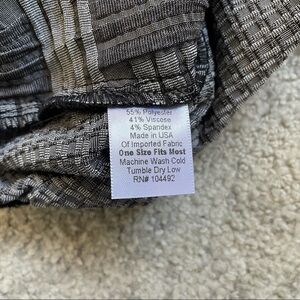 55% Polyester
41% Viscose
4% Spandex
Made in USA
Of Imported Fabric
One Size Fits Most
Machine Wash Cold
Tumble Dry Low
RN# 104492